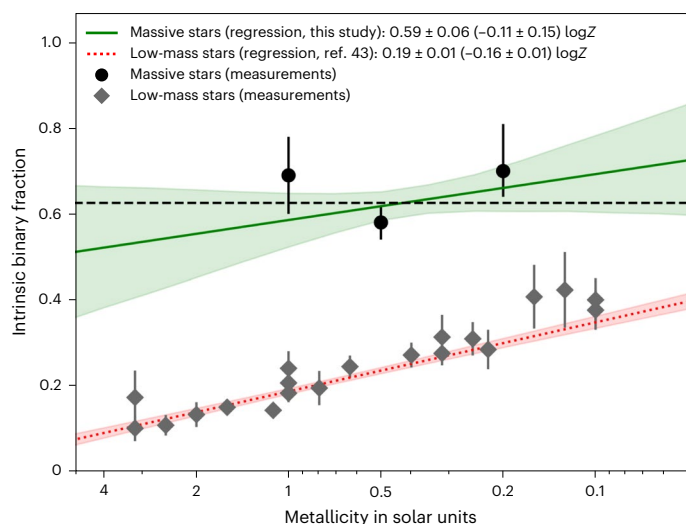 Massive stars (regression, this study): 0.59 ± 0.06 (−0.11 ± 0.15) logZ
Low-mass stars (regression, ref. 43): 0.19 ± 0.01 (−0.16 ± 0.01) logZ
Massive stars (measurements)
Low-mass stars (measurements)
Intrinsic binary fraction
1.0
0.8
0.6
0.4
0.2
0
4 2 1 0.5 0.2 0.1
Metallicity in solar units